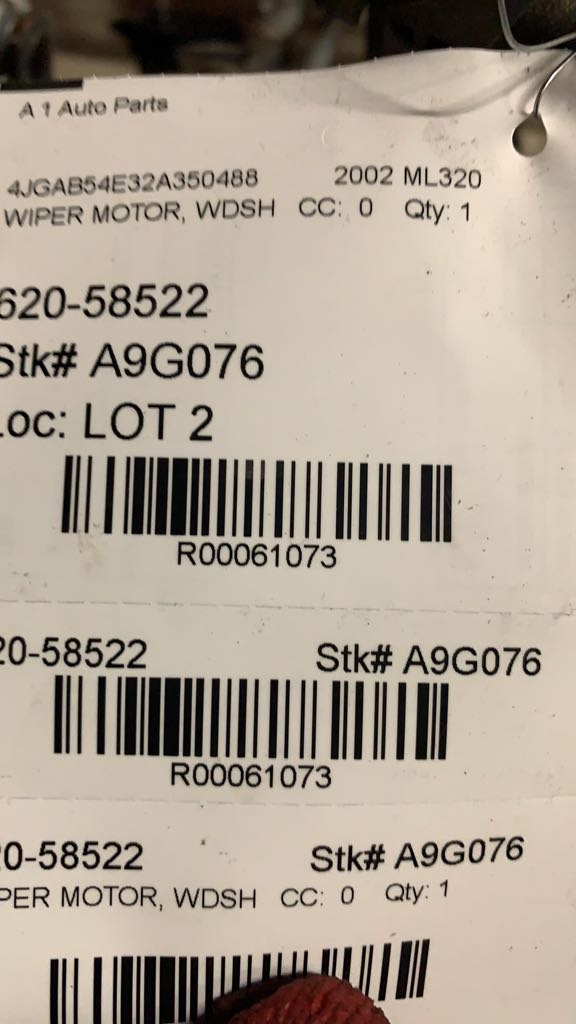 A 1 Auto Parts
4JGAB54E32A350488 2002 ML320
WIPER MOTOR, WDSH CC: 0 Qty: 1
620-58522
Stk# A9G076
Loc: LOT 2
R00061073
20-58522 Stk# A9G076
R00061073
20-58522 Stk# A9G076
PER MOTOR, WDSH CC: 0 Qty: 1